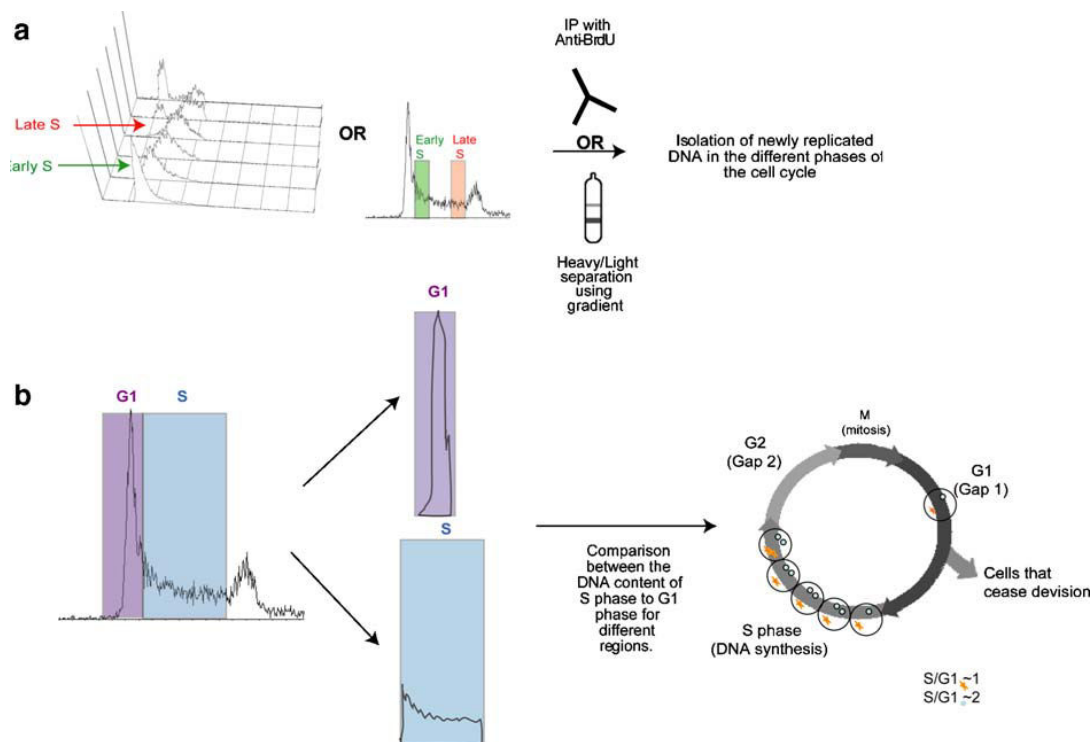 a
IP with
Anti-BrdU
Late S
Early S
OR
Early
S
Late
S
OR
Isolation of newly replicated
DNA in the different phases of
the cell cycle
Heavy/Light
separation
using
gradient
G1
b
G1
S
S
Comparison
between the
DNA content of
S phase to G1
phase for
different
regions.
M
(mitosis)
G2
(Gap 2)
G1
(Gap 1)
Cells that
cease devision
S phase
(DNA synthesis)
S/G1 ~1
S/G1 ~2